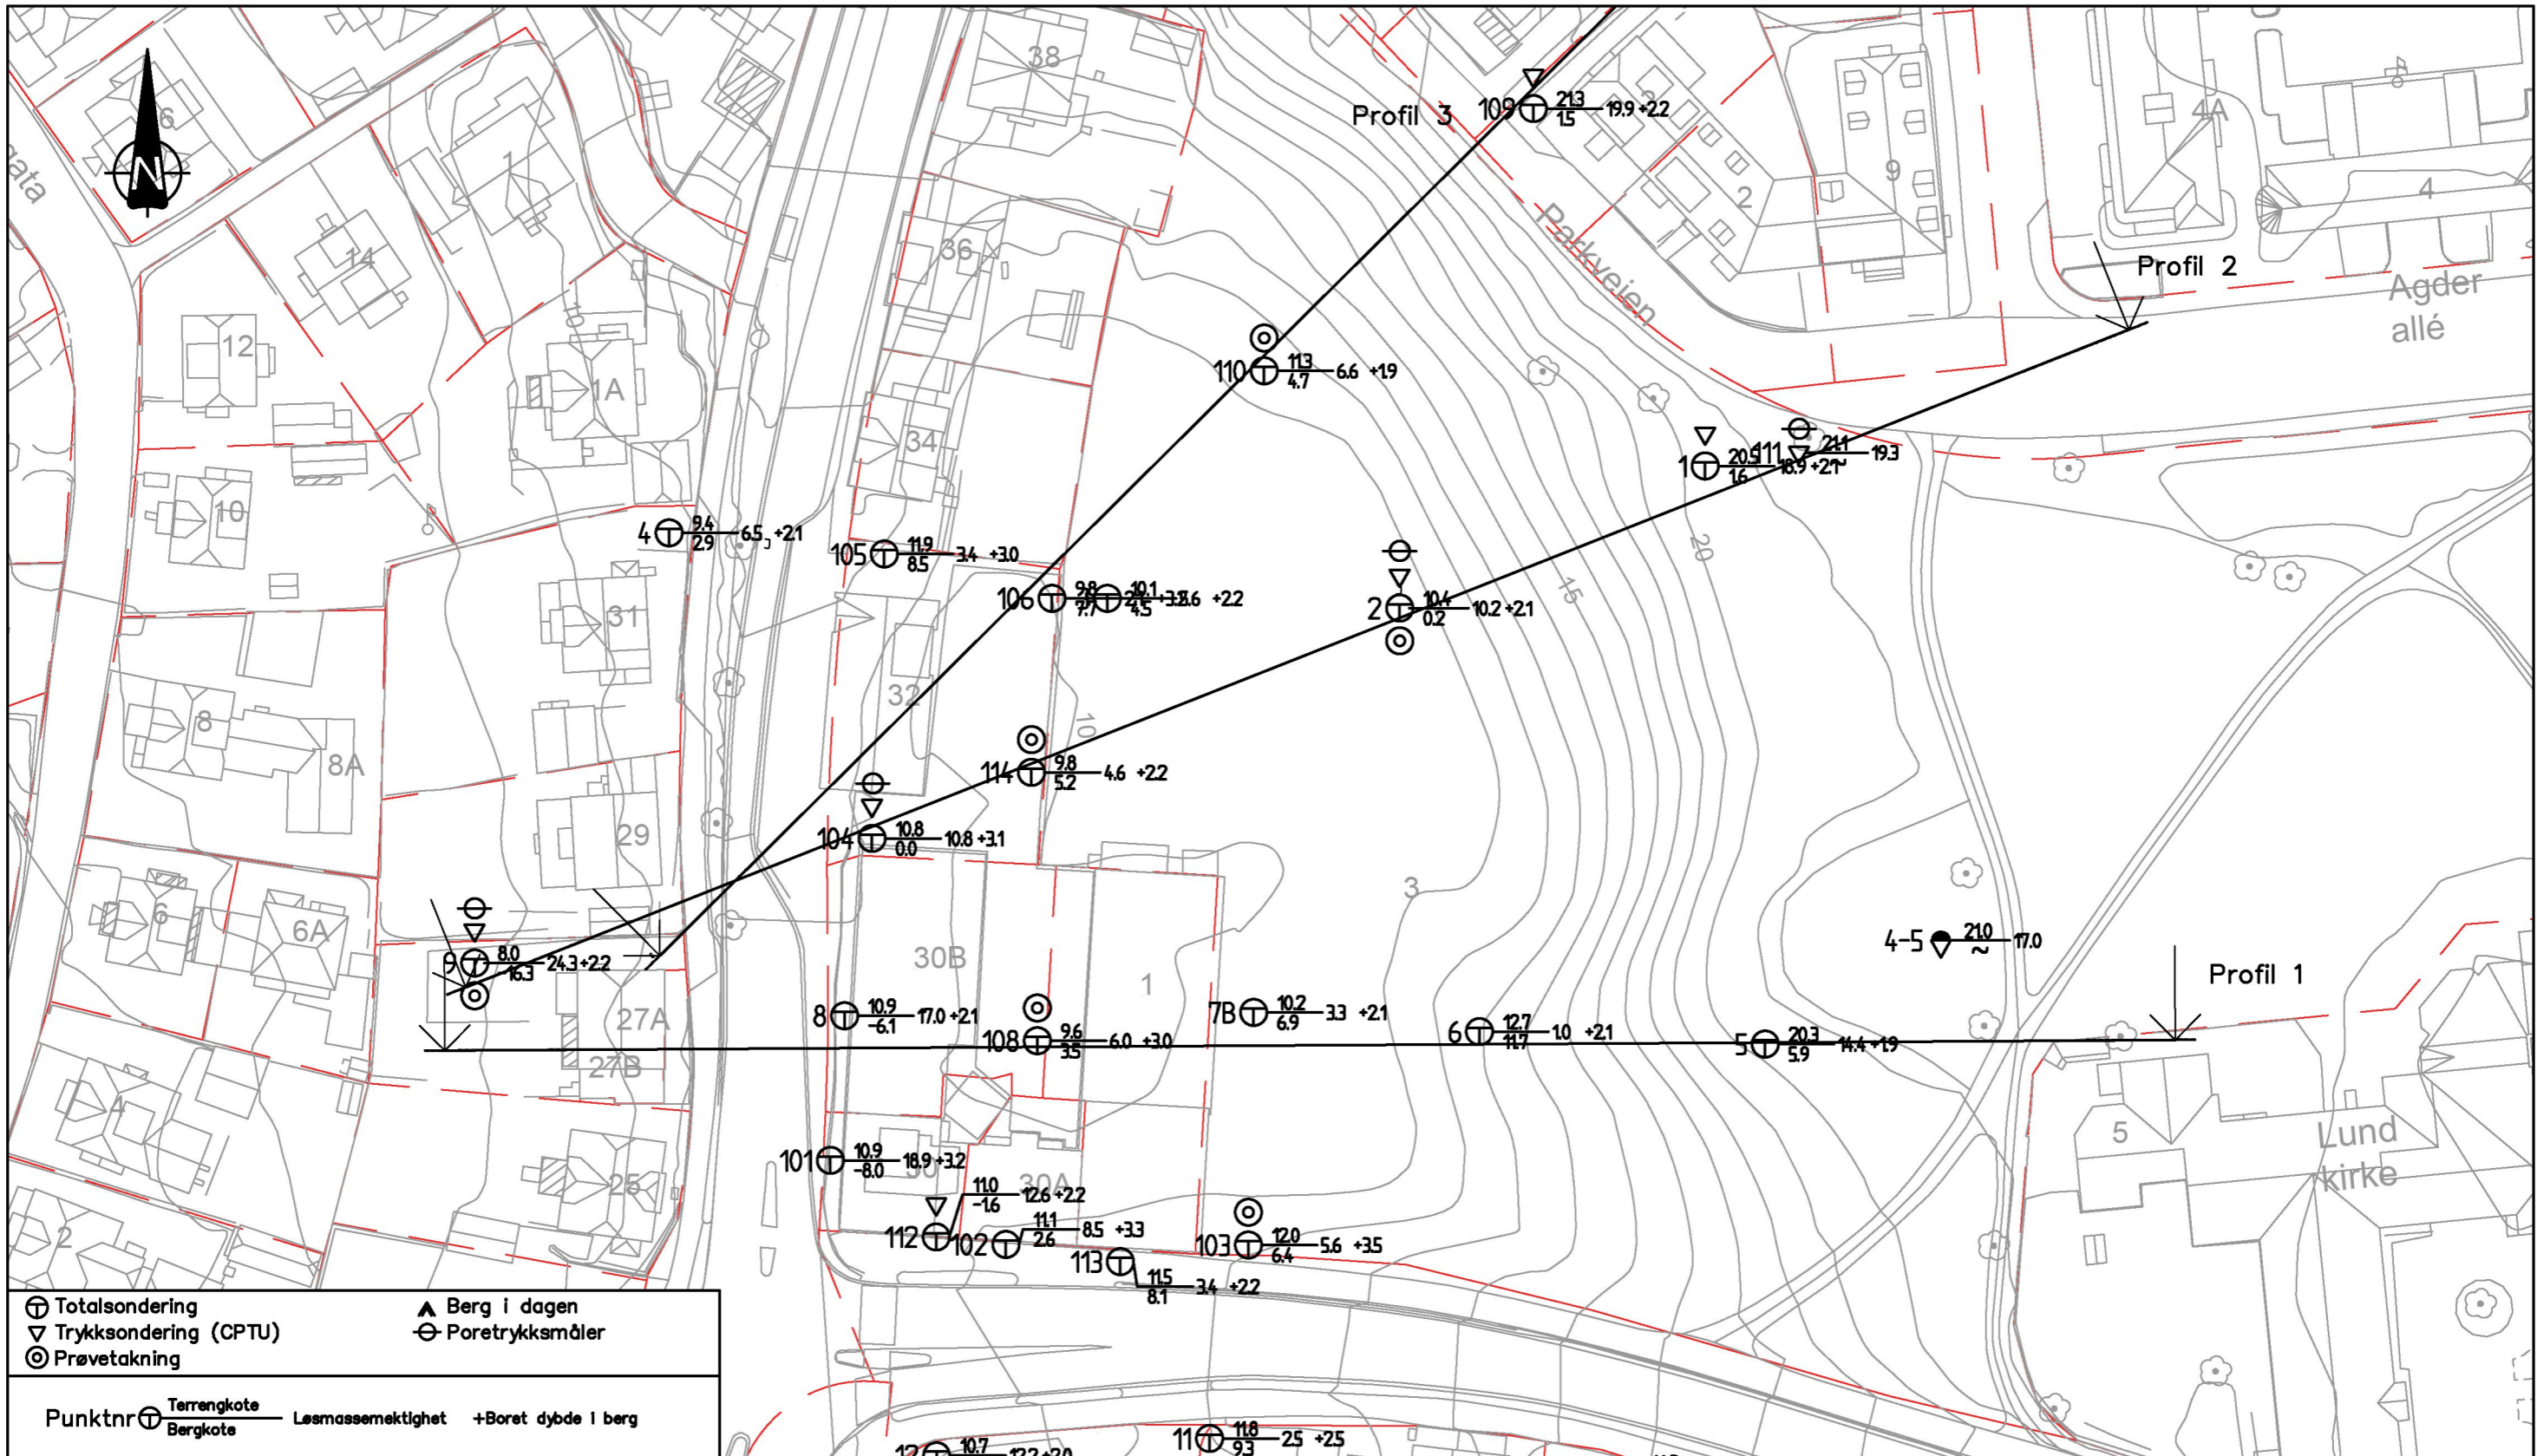 38
6
1
14
gata
N
Profil 3
109 21.3 19.9 +2.2
1.5
2
9
4A
4
36
Parkveien
Profil 2
Agder
allé
12
10
1A
34
110 11.3 6.6 +1.9
4.7
1 20.5 18.9
1.6
111 21.1 19.3
10
4 9.4 6.5 +2.1
2.9
105 11.9 3.4 +3.0
8.5
20
15
106
7.7
10.1
4.5
+2.2
2 10.4 10.2 +2.1
0.2
31
8
8A
32
10
114 9.8 4.6 +2.2
5.2
29
104 10.8 10.8 +3.1
0.0
6
6A
3
30B
1
9 8.0 24.3 +2.2
16.3
4-5 21.0 17.0
~
Profil 1
27A
8 10.9 17.0 +2.1
-6.1
7B 10.2 3.3 +2.1
6.9
108 9.6 6.0 +3.0
3.5
6 12.7 1.0 +2.1
11.7
5 20.3 14.4 +1.9
5.9
27B
4
5
Lund
kirke
101 10.9 18.9 +3.2
-8.0
30
30A
25
112 11.0 12.6 +2.2
-1.6
102 11.1 8.5 +3.3
2.6
103 12.0 5.6 +3.5
6.4
113 11.5 3.4 +2.2
8.1
2
Totalsondering
Berg i dagen
Trykksondering (CPTU)
Poretrykksmåler
Prøvetakning
Punktnr Terrengkote Løsmassemektighet +Boret dybde i berg
Bergkote
11 11.8 2.5 +2.5
9.3
12 10.7